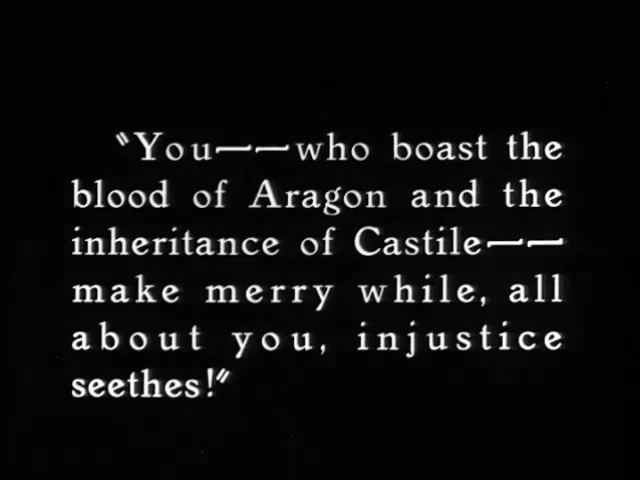 "You——who boast the
blood of Aragon and the
inheritance of Castile——
make merry while, all
about you, injustice
seethes!"